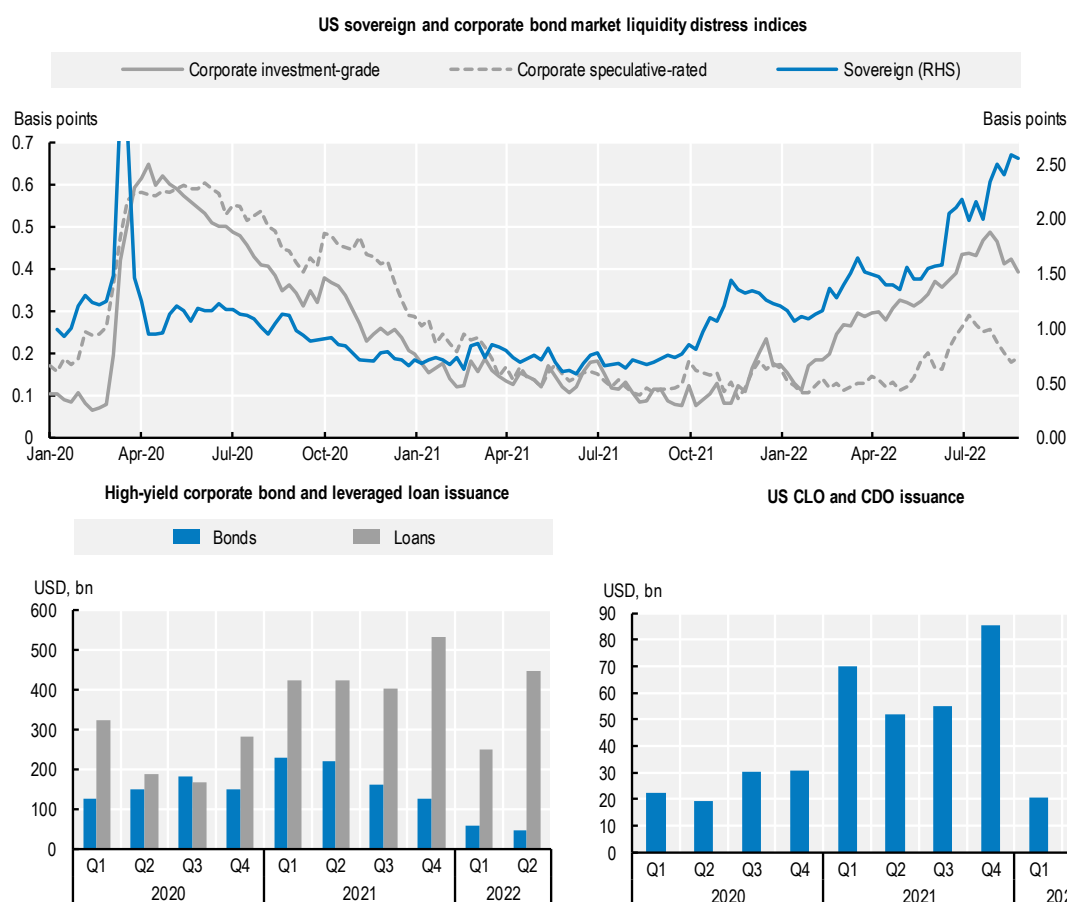 US sovereign and corporate bond market liquidity distress indices
Corporate investment-grade Corporate speculative-rated Sovereign (RHS)
Basis points Basis points
0.7
0.6
0.5
0.4
0.3
0.2
0.1
0
2.50
2.00
1.50
1.00
0.50
0.00
Jan-20 Apr-20 Jul-20 Oct-20 Jan-21 Apr-21 Jul-21 Oct-21 Jan-22 Apr-22 Jul-22
High-yield corporate bond and leveraged loan issuance
Bonds Loans
USD, bn
600
500
400
300
200
100
0
Q1 Q2 Q3 Q4 Q1 Q2 Q3 Q4 Q1 Q2
2020 2021 2022
US CLO and CDO issuance
USD, bn
90
80
70
60
50
40
30
20
10
0
Q1 Q2 Q3 Q4 Q1 Q2 Q3 Q4 Q1
2020 2021